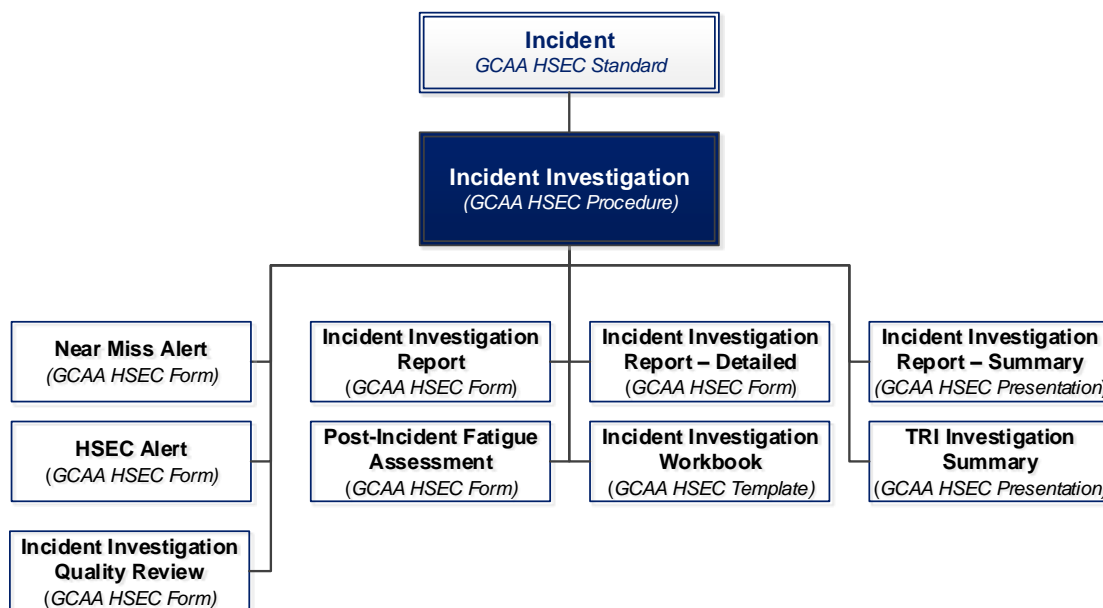 Incident
GCAA HSEC Standard
Incident Investigation
(GCAA HSEC Procedure)
Near Miss Alert
(GCAA HSEC Form)
HSEC Alert
(GCAA HSEC Form)
Incident Investigation
Quality Review
(GCAA HSEC Form)
Incident Investigation
Report
(GCAA HSEC Form)
Post-Incident Fatigue
Assessment
(GCAA HSEC Form)
Incident Investigation
Report – Detailed
(GCAA HSEC Form)
Incident Investigation
Workbook
(GCAA HSEC Template)
Incident Investigation
Report – Summary
(GCAA HSEC Presentation)
TRI Investigation
Summary
(GCAA HSEC Presentation)